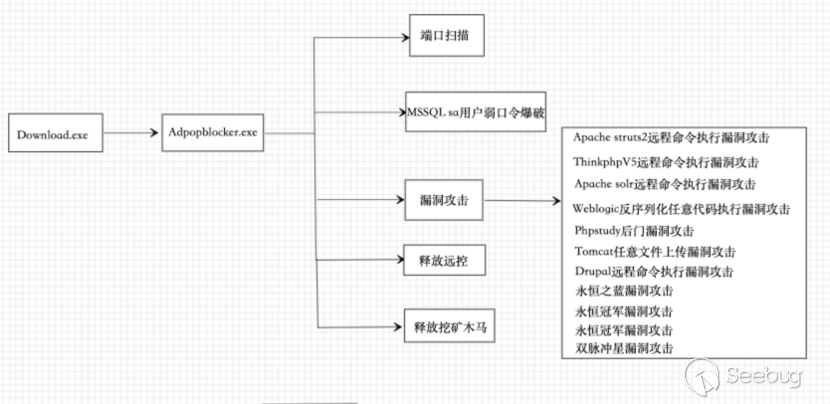 端口扫描
MSSQL sa用户弱口令爆破
Download.exe
Adpopblocker.exe
漏洞攻击
释放远控
释放挖矿木马
Apache struts2远程命令执行漏洞攻击
ThinkphpV5远程命令执行漏洞攻击
Apache solr远程命令执行漏洞攻击
Weblogic反序列化任意代码执行漏洞攻击
Phpstudy后门漏洞攻击
Tomcat任意文件上传漏洞攻击
Drupal远程命令执行漏洞攻击
永恒之蓝漏洞攻击
永恒冠军漏洞攻击
永恒冠军漏洞攻击
双脉冲星漏洞攻击
Seebug